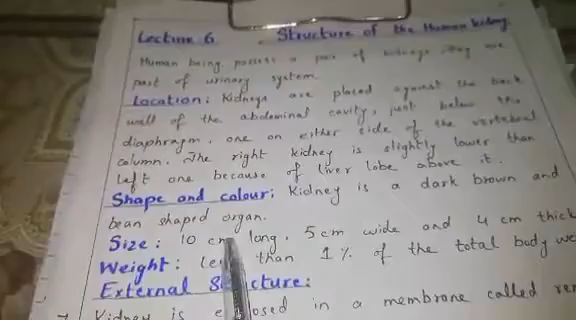 Lecture 6 Structure of the Human kidney.
Human being possess a pair of kidneys they are
part of urinary system
Location: Kidneys are placed against the back
wall of the abdominal cavity, just below the
diaphragm, one on either side of the vertebral
column. The right kidney is slightly lower than
left one because of liver lobe above it.
Shape and colour: Kidney is a dark brown and
bean shaped organ.
Size: 10 cm long, 5 cm wide and 4 cm thick
Weight: than 1% of the total body we
External
Kidney is in a membrane called ren